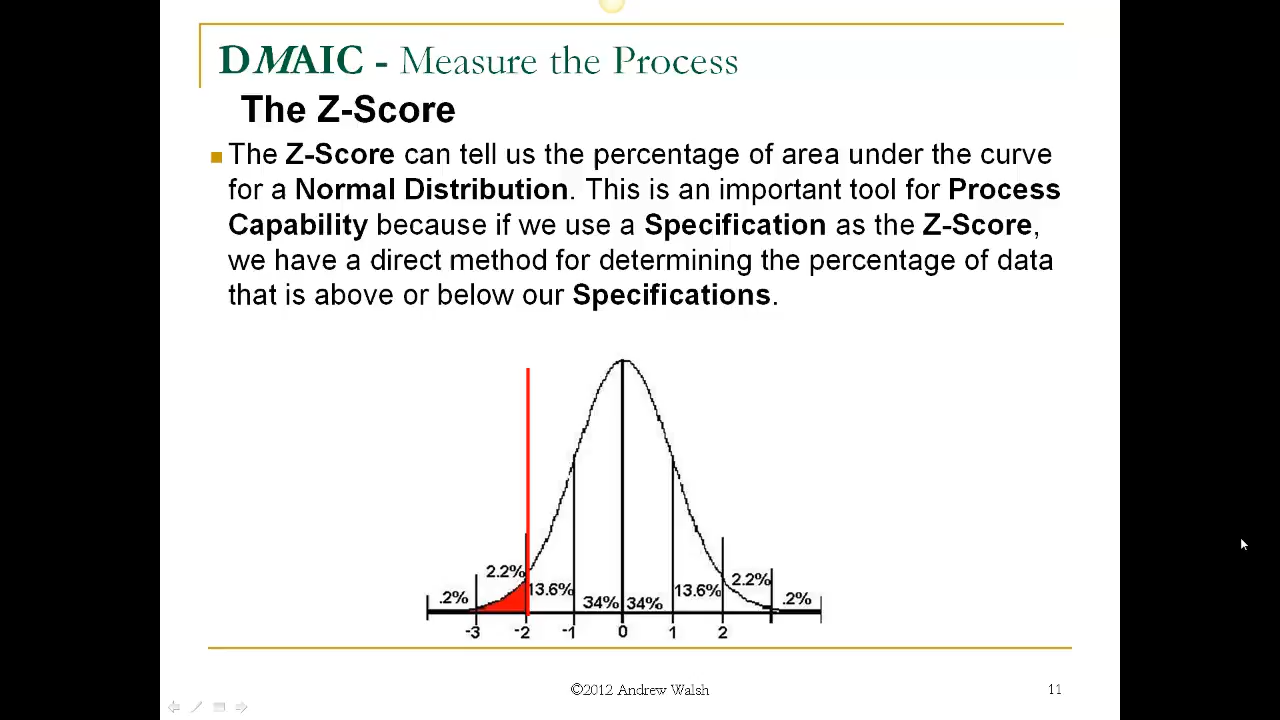 DMAIC - Measure the Process
The Z-Score
The Z-Score can tell us the percentage of area under the curve
for a Normal Distribution. This is an important tool for Process
Capability because if we use a Specification as the Z-Score,
we have a direct method for determining the percentage of data
that is above or below our Specifications.
.2% 2.2% 13.6% 34% 34% 13.6% 2.2% .2%
-3 -2 -1 0 1 2
©2012 Andrew Walsh 11